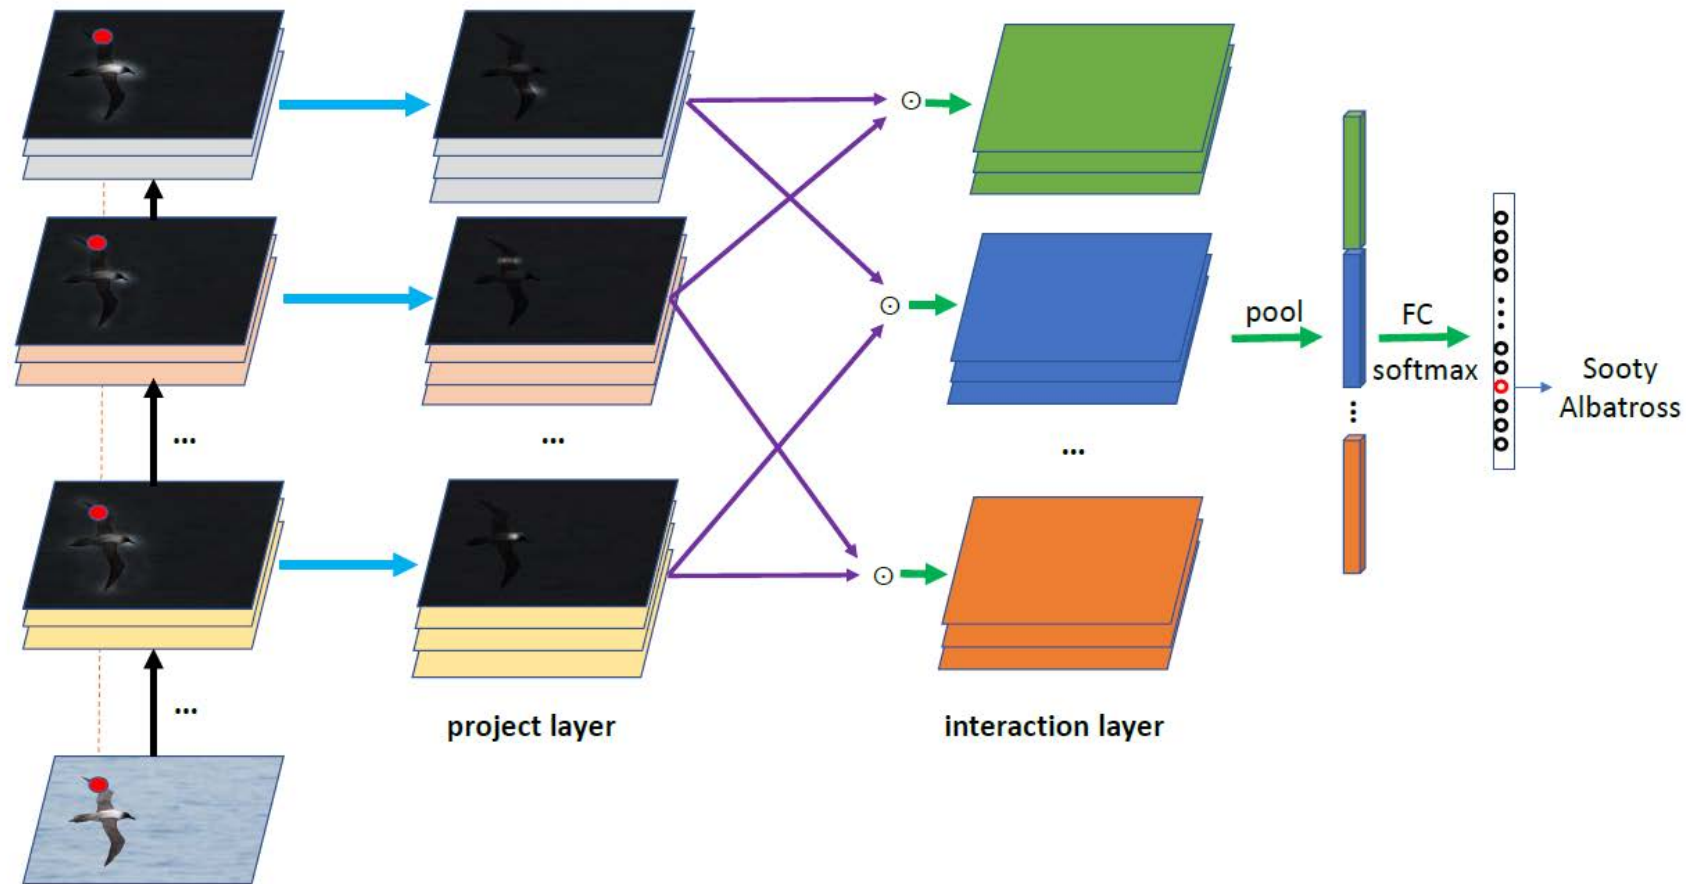 pool
FC
softmax
Sooty
Albatross
...
...
...
...
project layer
interaction layer